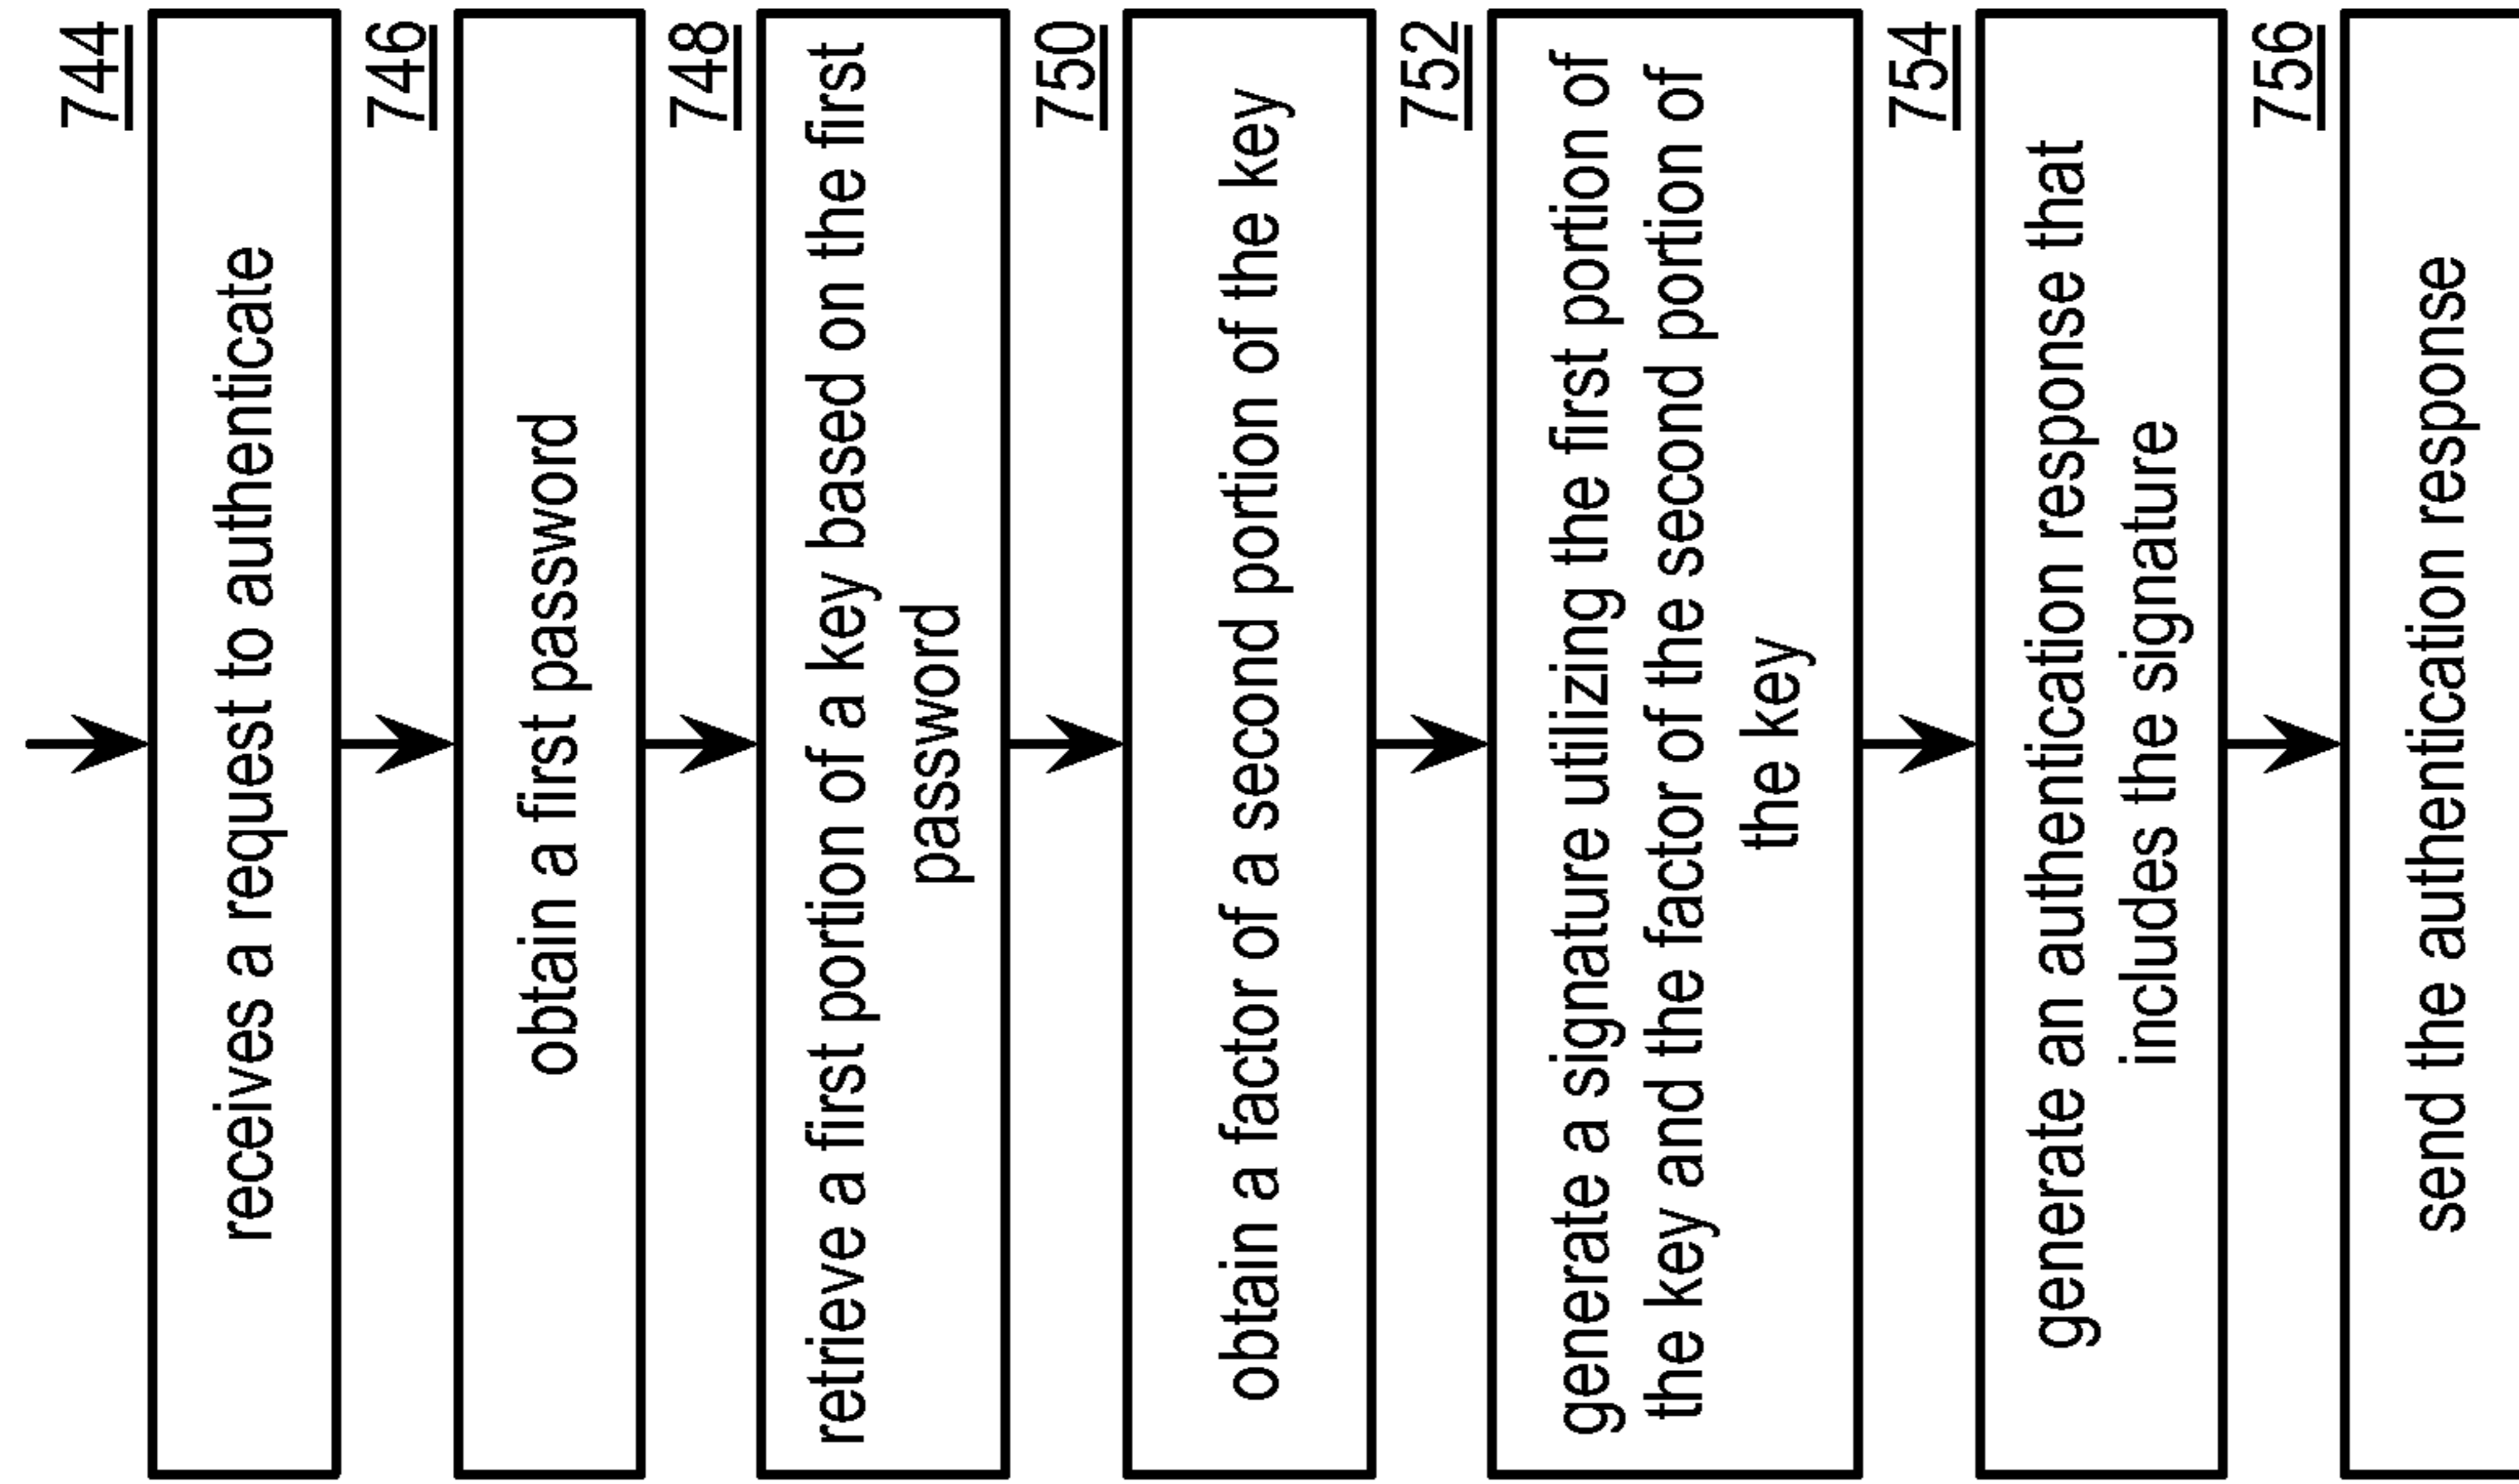 744
receives a request to authenticate
746
obtain a first password
748
retrieve a first portion of a key based on the first
password
750
obtain a factor of a second portion of the key
752
generate a signature utilizing the first portion of
the key and the factor of the second portion of
the key
754
generate an authentication response that
includes the signature
756
send the authentication response